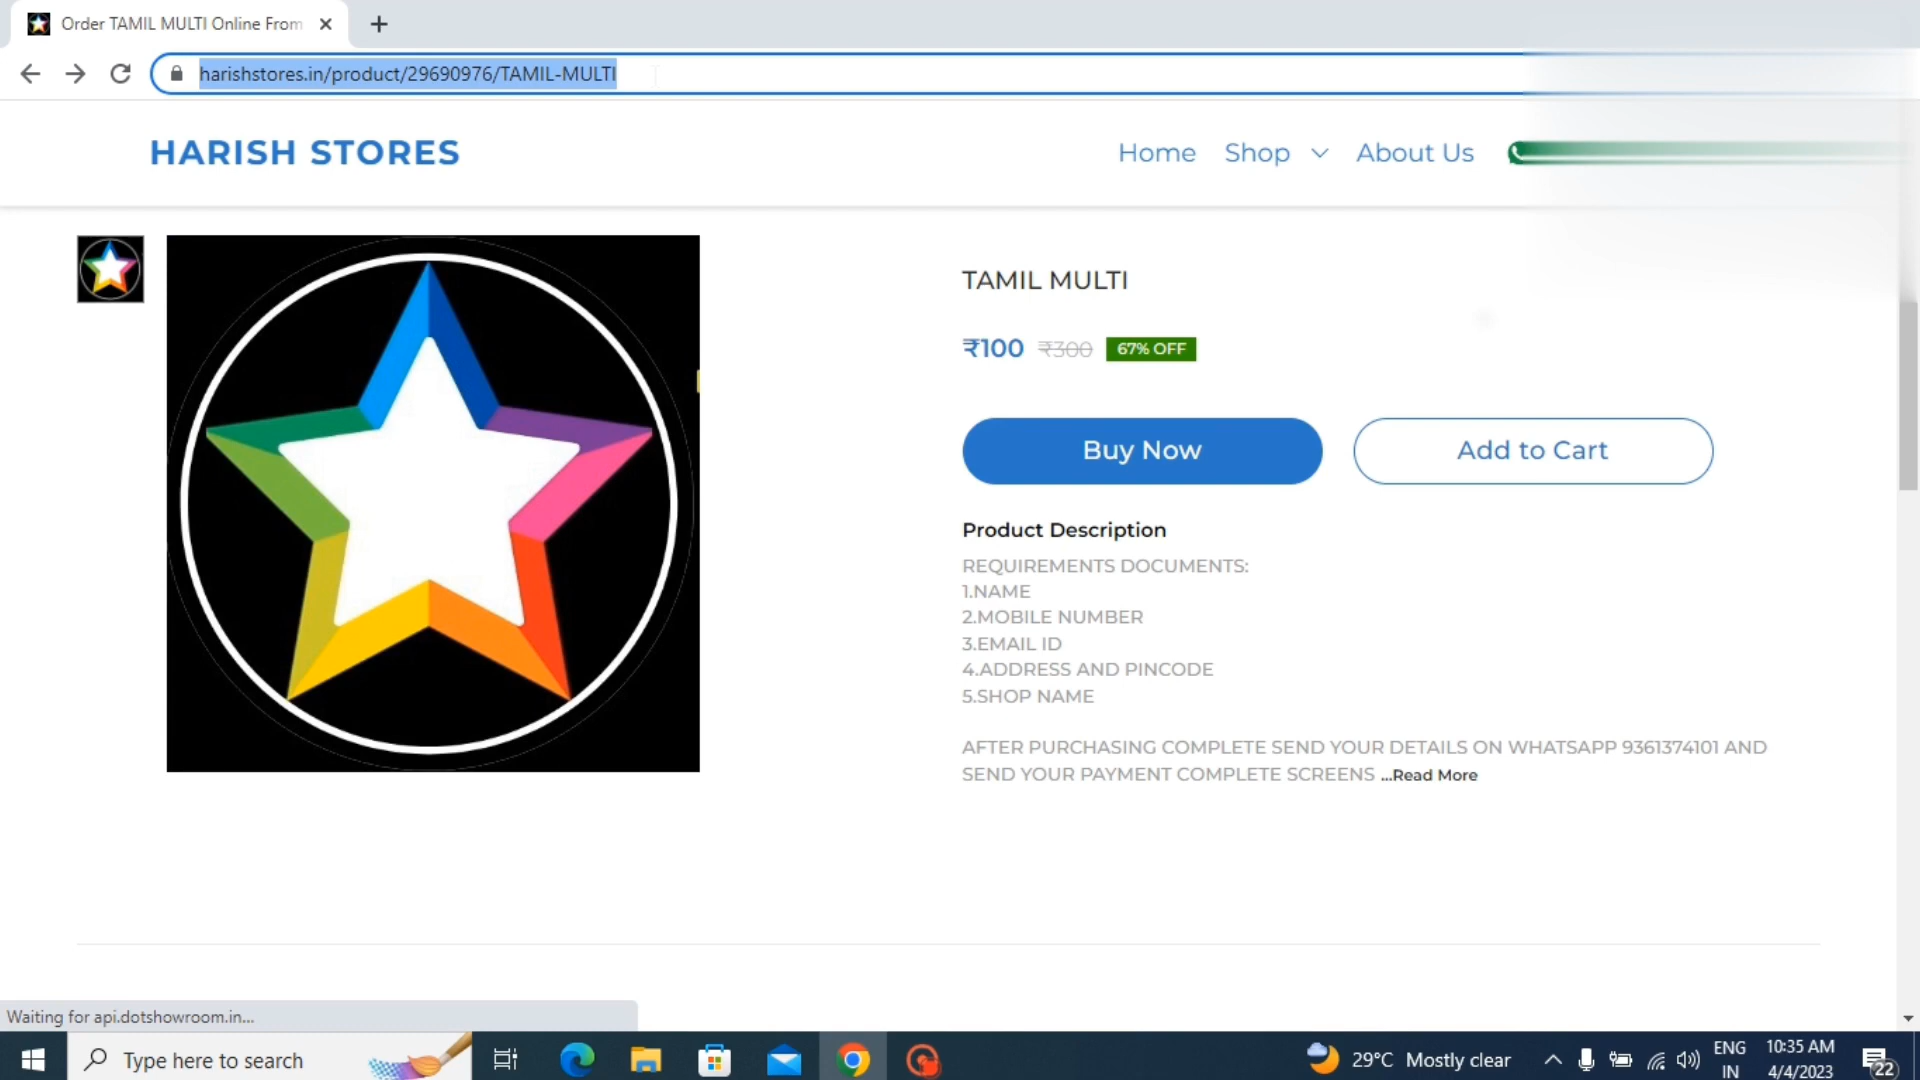 Order TAMIL MULTI Online From
harishstores.in/product/29690976/TAMIL-MULTI
HARISH STORES
Home Shop About Us
TAMIL MULTI
₹100 ₹300 67% OFF
Buy Now Add to Cart
Product Description
REQUIREMENTS DOCUMENTS:
1.NAME
2.MOBILE NUMBER
3.EMAIL ID
4.ADDRESS AND PINCODE
5.SHOP NAME
AFTER PURCHASING COMPLETE SEND YOUR DETAILS ON WHATSAPP 9361374101 AND
SEND YOUR PAYMENT COMPLETE SCREENS ...Read More
Waiting for api.dotshowroom.in...
Type here to search
29°C Mostly clear
ENG
IN
10:35 AM
4/4/2023
22